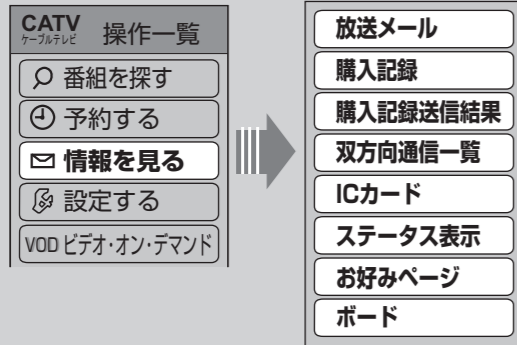 CATV
ケーブルテレビ 操作一覧
番組を探す
予約する
情報を見る
設定する
VOD ビデオ・オン・デマンド
放送メール
購入記録
購入記録送信結果
双方向通信一覧
ICカード
ステータス表示
お好みページ
ボード